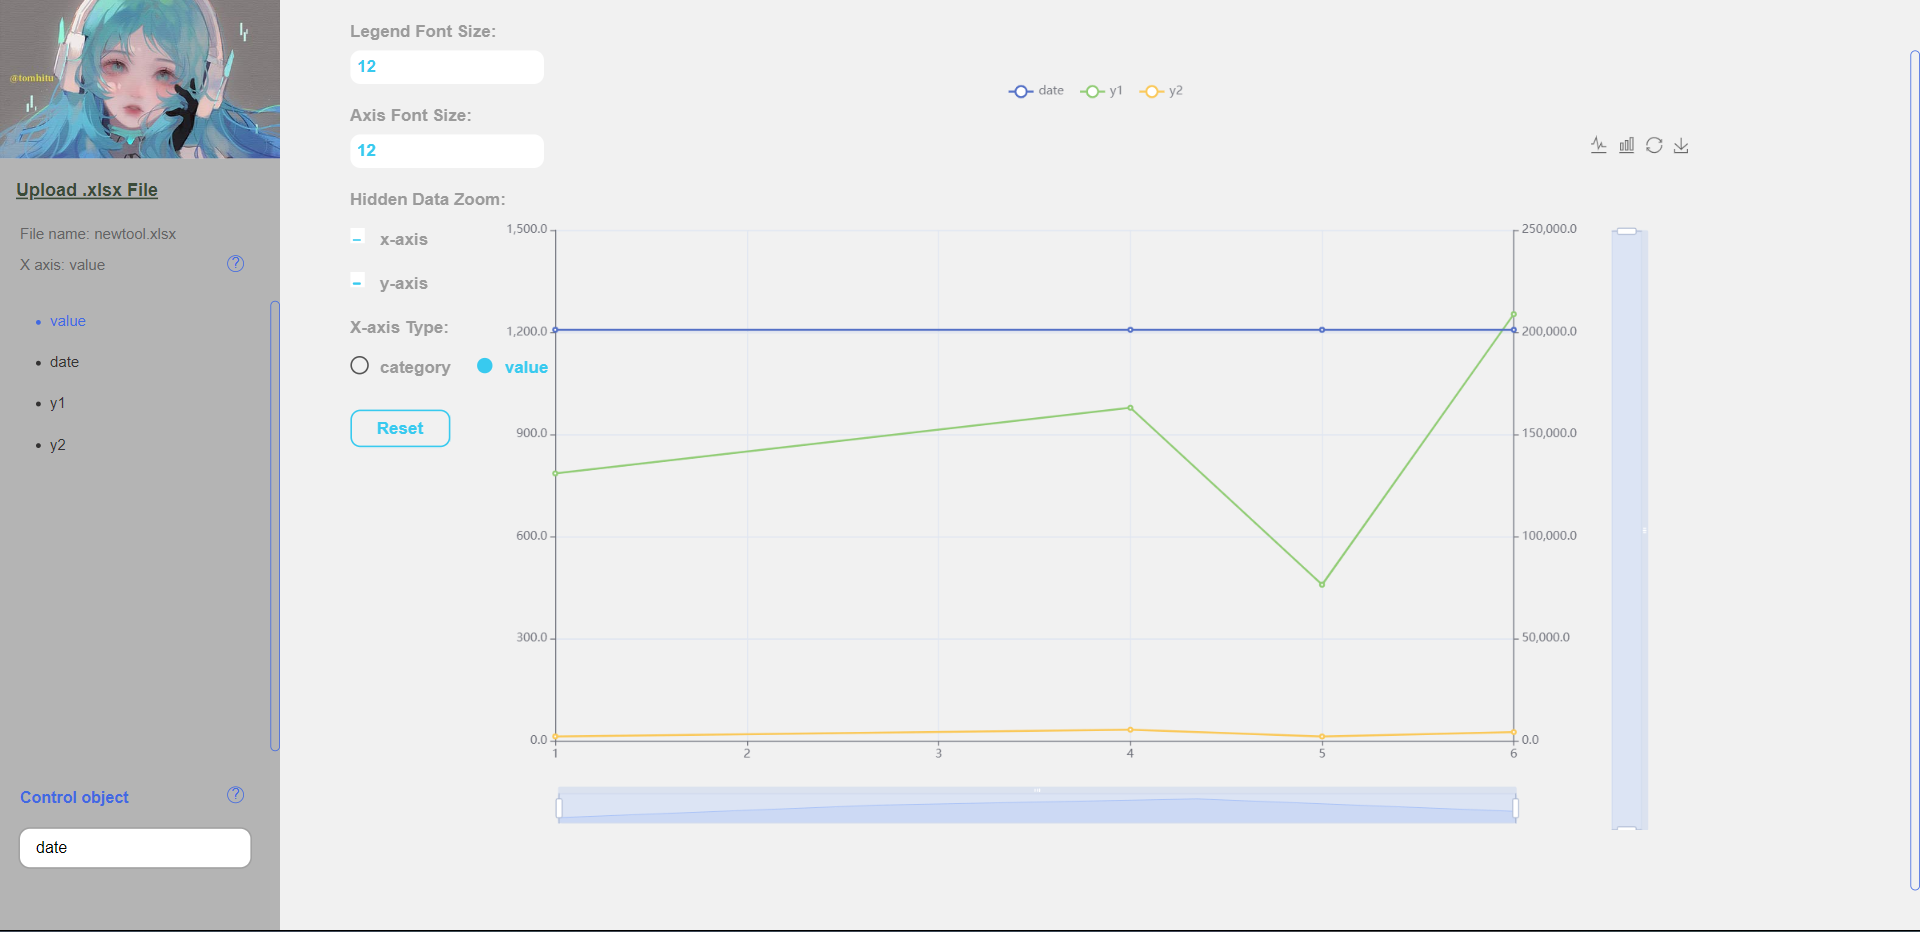 @tomhitu
Upload .xlsx File
File name: newtool.xlsx
X axis: value
?
value
date
y1
y2
Control object
?
date
Legend Font Size:
12
Axis Font Size:
12
Hidden Data Zoom:
x-axis
y-axis
X-axis Type:
category
value
Reset
date
y1
y2
1,500.0
1,200.0
900.0
600.0
300.0
0.0
250,000.0
200,000.0
150,000.0
100,000.0
50,000.0
0.0
1
2
3
4
5
6